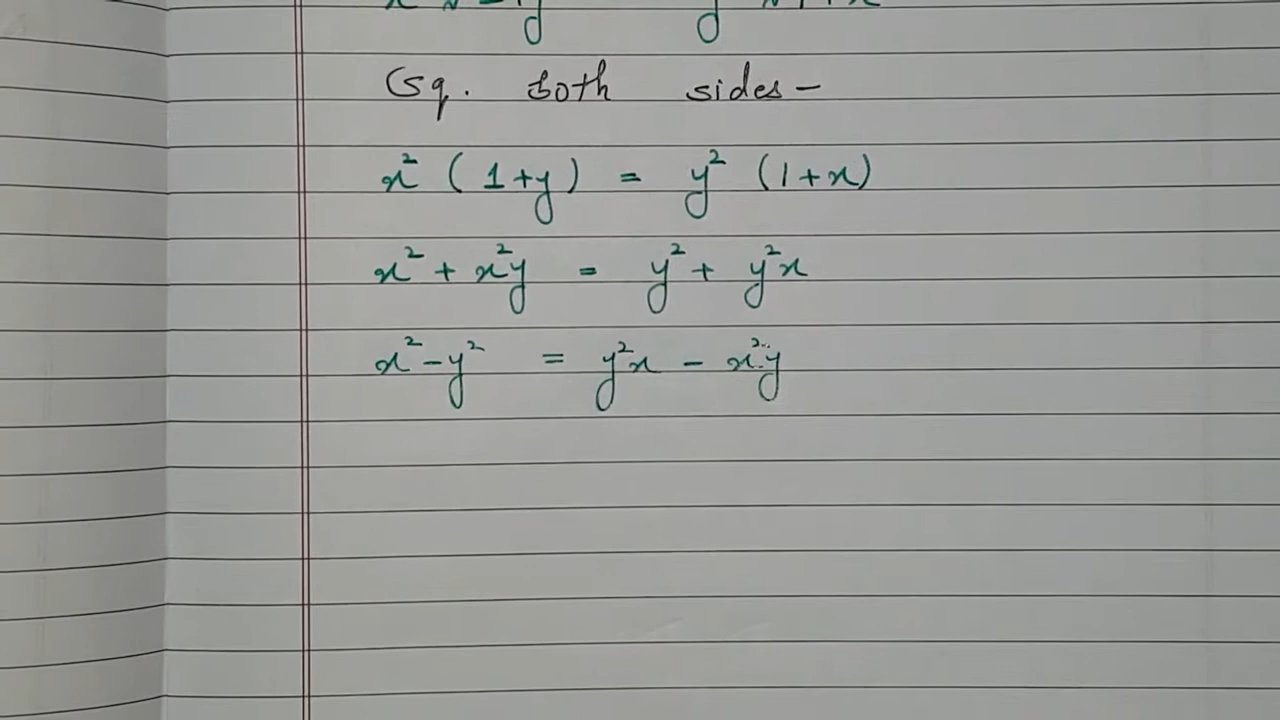 Sq. both sides –
x² (1+y) = y² (1+x)
x² + x²y = y² + y²x
x² – y² = y²x – x²y